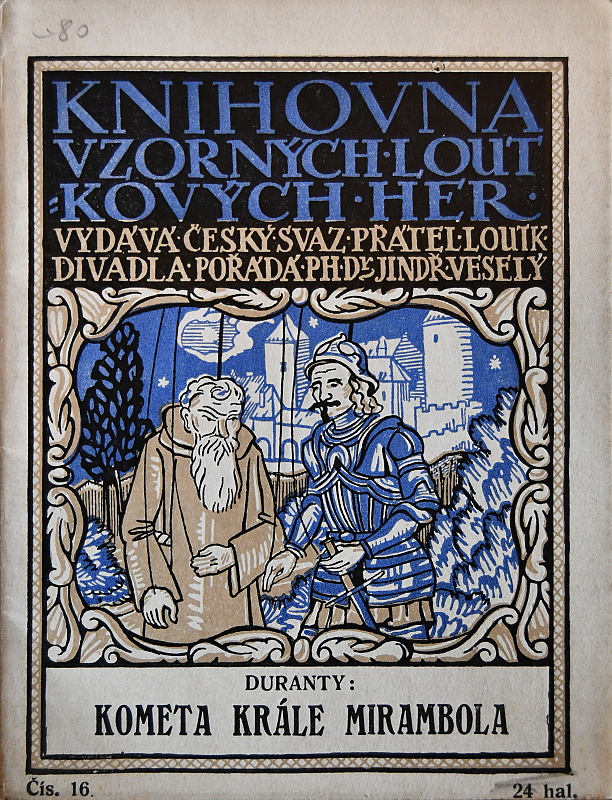 80
KNIHOVNA
VZORNÝCH·LOUT
=KOVÝCH·HER·
VYDÁVÁ·ČESKÝ·SVAZ·PŘÁTEL·LOUTK·
DIVADLA·POŘÁDÁ·PH·Dr·JINDŘ·VESELÝ
DURANTY:
KOMETA KRÁLE MIRAMBOLA
Čís. 16.
24 hal.